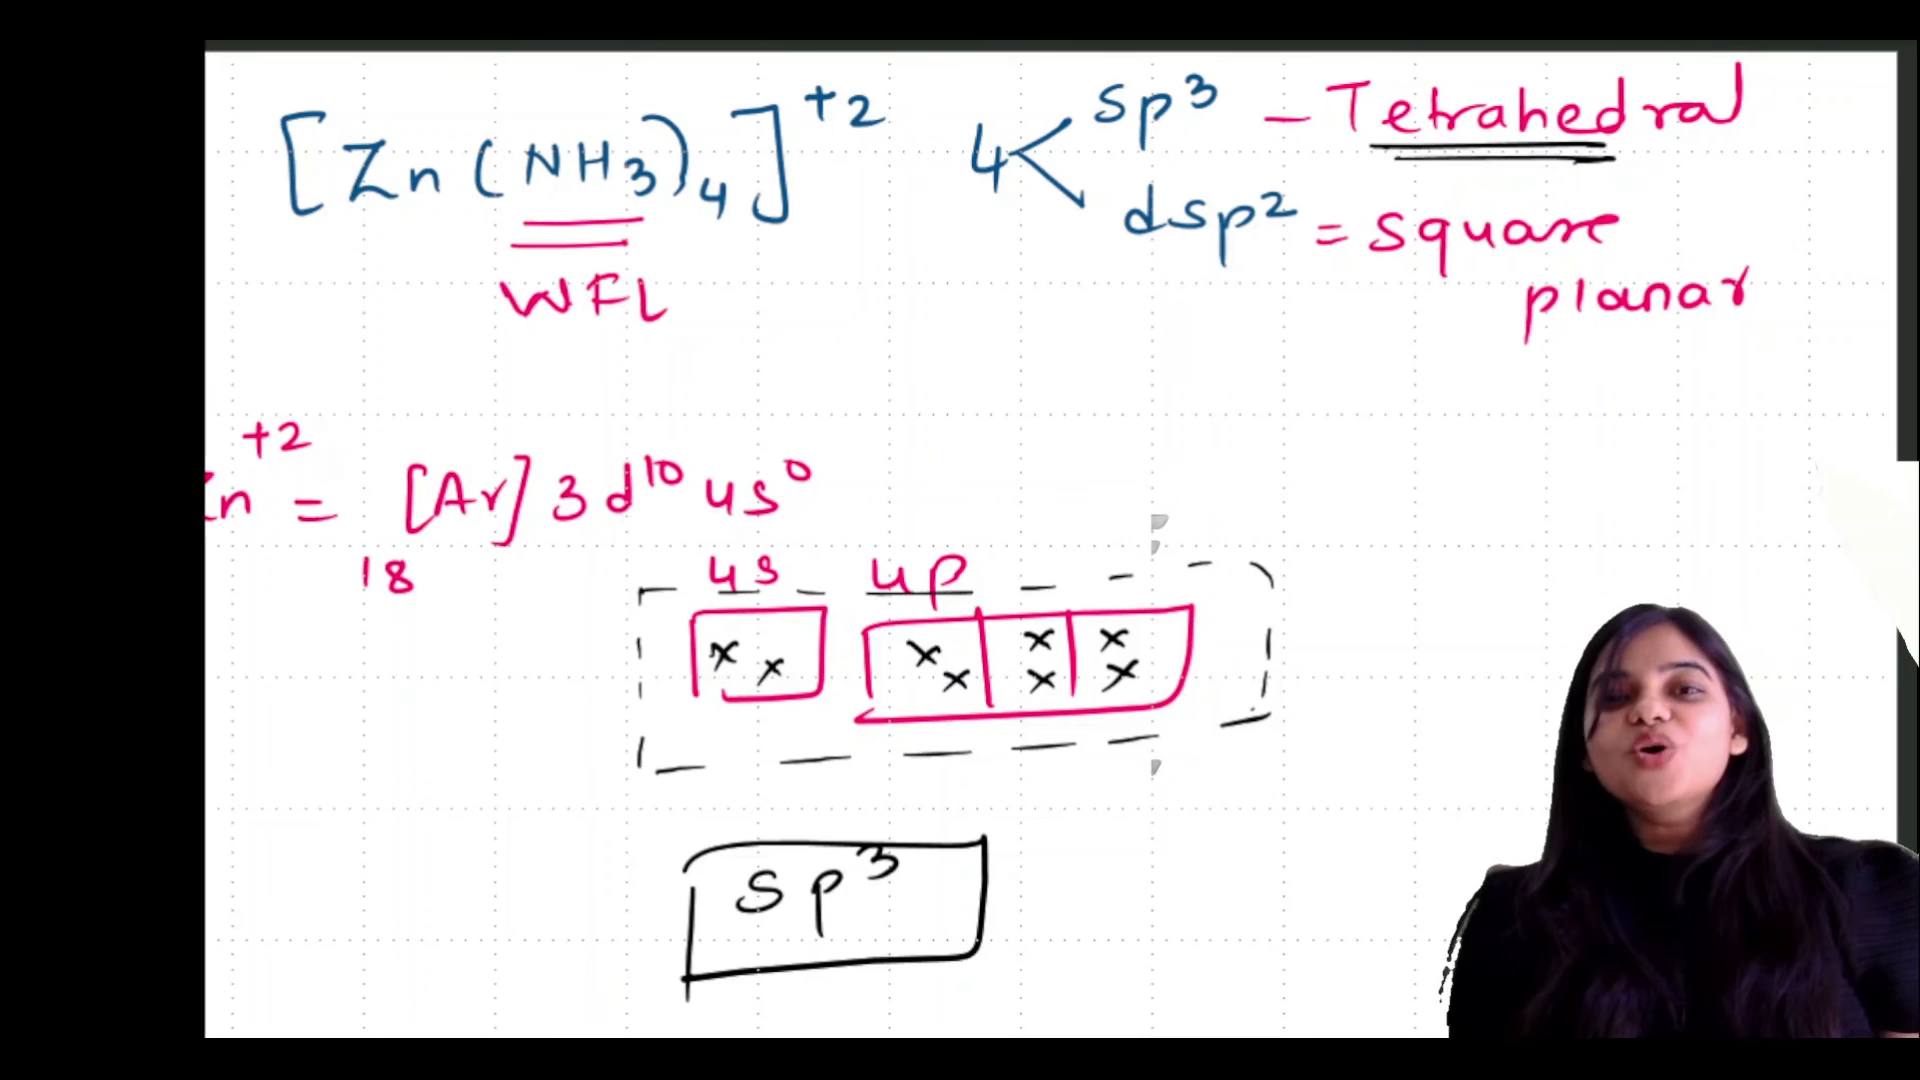 [Zn(NH3)4]+2 4< sp3 - Tetrahedral
dsp2 = square
planar
WFL
Zn+2 = [Ar] 3d10 4s0
18
4s 4p
x x x x x x x x
sp3